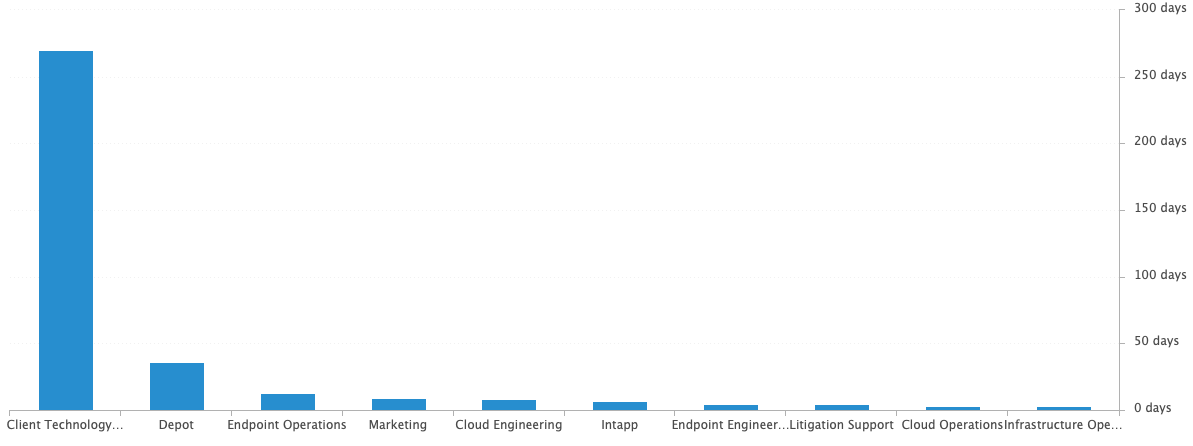 300 days
250 days
200 days
150 days
100 days
50 days
0 days
Client Technology... Depot Endpoint Operations Marketing Cloud Engineering Intapp Endpoint Engineer... Litigation Support Cloud Operations Infrastructure Ope...